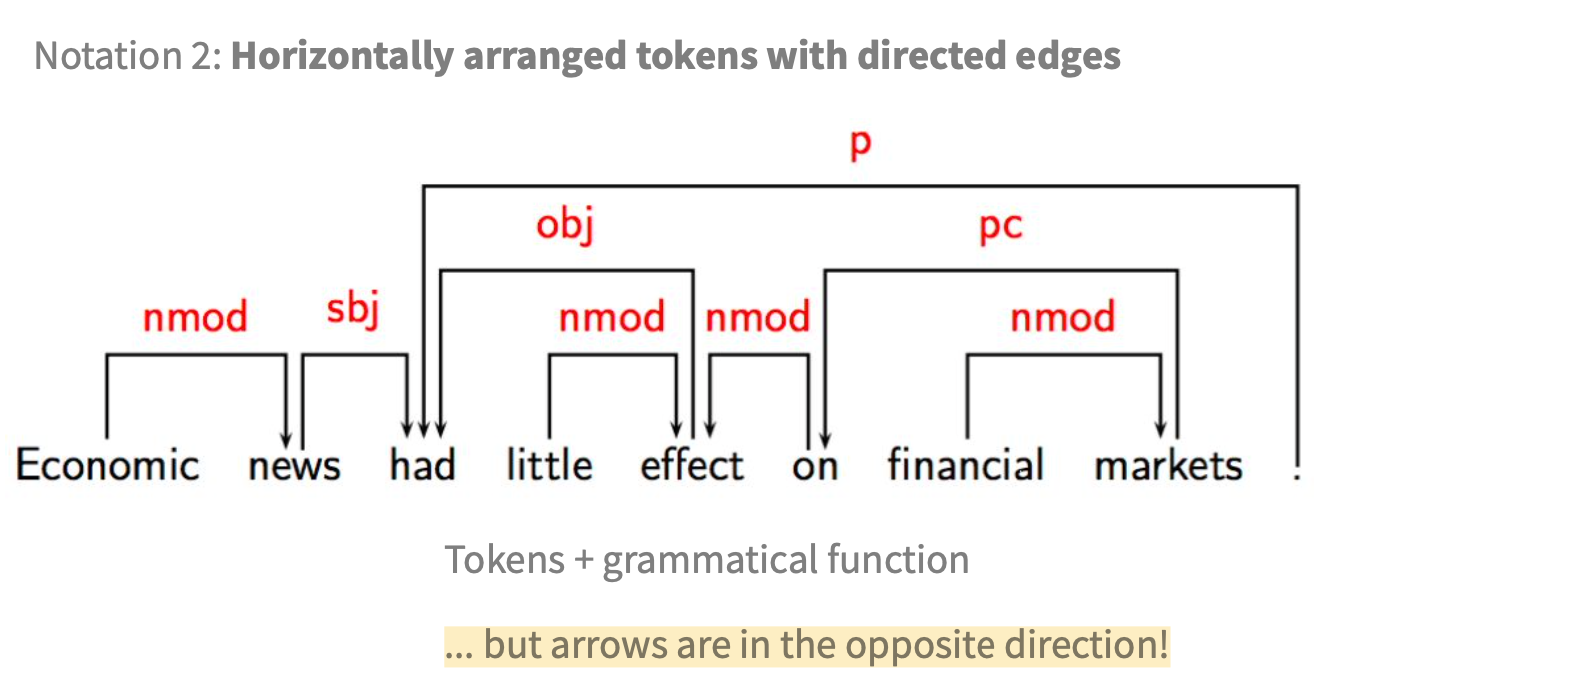 Notation 2: Horizontally arranged tokens with directed edges
p
obj pc
nmod sbj nmod nmod nmod
Economic news had little effect on financial markets .
Tokens + grammatical function
... but arrows are in the opposite direction!